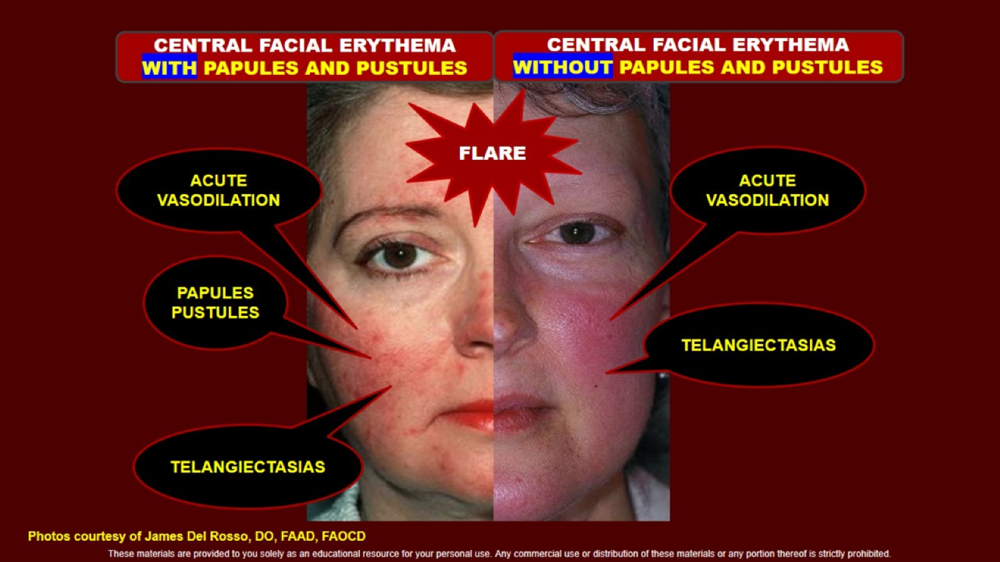 CENTRAL FACIAL ERYTHEMA
WITH PAPULES AND PUSTULES
CENTRAL FACIAL ERYTHEMA
WITHOUT PAPULES AND PUSTULES
FLARE
ACUTE
VASODILATION
PAPULES
PUSTULES
TELANGIECTASIAS
ACUTE
VASODILATION
TELANGIECTASIAS
Photos courtesy of James Del Rosso, DO, FAAD, FAOCD
These materials are provided to you solely as an educational resource for your personal use. Any commercial use or distribution of these materials or any portion thereof is strictly prohibited.